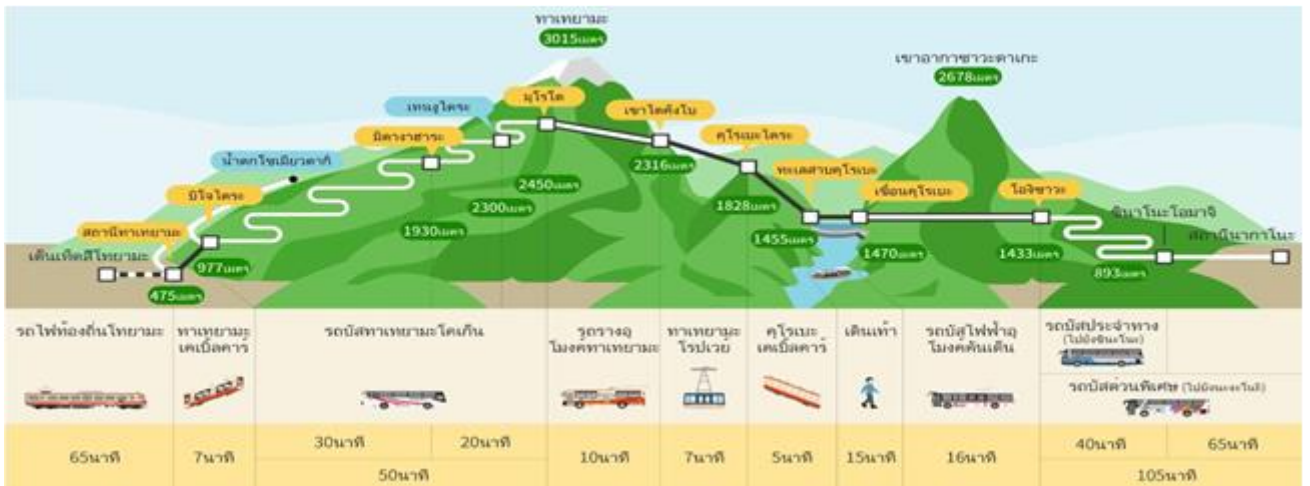 ทาเทยามะ
3015เมตร
เขาอากาซาวะดาเกะ
2678เมตร
เทนงูไดระ
มุโรโด
เขาไดคังโบ
มิดางาฮาระ
คุโรเบะไดระ
น้ำตกโชเมียวดากิ
2316เมตร
ทะเลสาบคุโรเบะ
บิโจไดระ
2450เมตร
เขื่อนคุโรเบะ
โอกิซาวะ
2300เมตร
1828เมตร
ชินาโนะโอมาจิ
สถานีทาเทยามะ
1930เมตร
สถานีนากาโนะ
เด็นเท็ตสึโทยามะ
977เมตร
1455เมตร
1470เมตร
1433เมตร
893เมตร
475เมตร
รถไฟท้องถิ่นโทยามะ
ทาเทยามะ
เคเบิ้ลคาร์
รถบัสทาเทยามะโคเก็น
รถรางอุ
โมงค์ทาเทยามะ
ทาเทยามะ
โรปเวย์
คุโรเบะ
เคเบิ้ลคาร์
เดินเท้า
รถบัสไฟฟ้าอุ
โมงค์คันเด็น
รถบัสประจำทาง
(ไปยังชินะโนะ)
รถบัสด่วนพิเศษ
65นาที
7นาที
30นาที
20นาที
50นาที
10นาที
7นาที
5นาที
15นาที
16นาที
40นาที
65นาที
105นาที